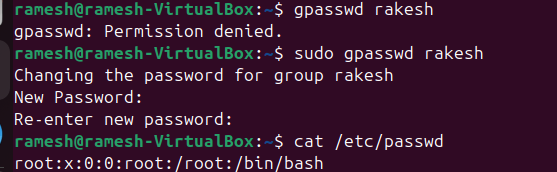 ramesh@ramesh-VirtualBox:~$ gpasswd rakesh
gpasswd: Permission denied.
ramesh@ramesh-VirtualBox:~$ sudo gpasswd rakesh
Changing the password for group rakesh
New Password:
Re-enter new password:
ramesh@ramesh-VirtualBox:~$ cat /etc/passwd
root:x:0:0:root:/root:/bin/bash